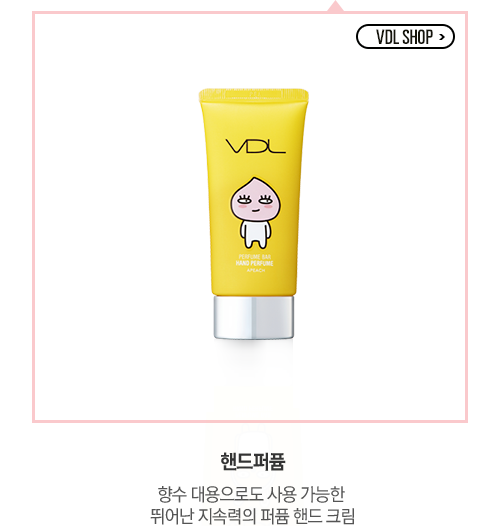 VDL SHOP >
VDL
PERFUME BAR
HAND PERFUME
APEACH
핸드퍼퓸
향수 대용으로도 사용 가능한
뛰어난 지속력의 퍼퓸 핸드 크림